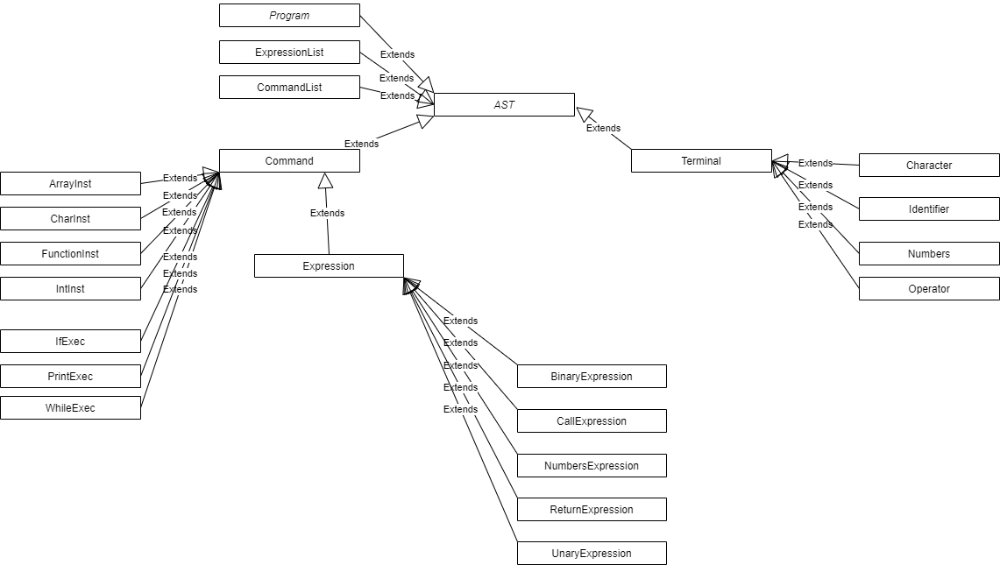 Program
Extends
ExpressionList
Extends
CommandList
Extends
AST
Extends
Extends
Command
Terminal
Extends
Character
Extends
ArrayInst
Extends
Extends
Identifier
Extends
CharInst
Extends
Extends
Extends
Extends
FunctionInst
Extends
Expression
Numbers
Extends
IntInst
Extends
Operator
Extends
IfExec
Extends
PrintExec
Extends
BinaryExpression
Extends
WhileExec
Extends
CallExpression
NumbersExpression
ReturnExpression
UnaryExpression